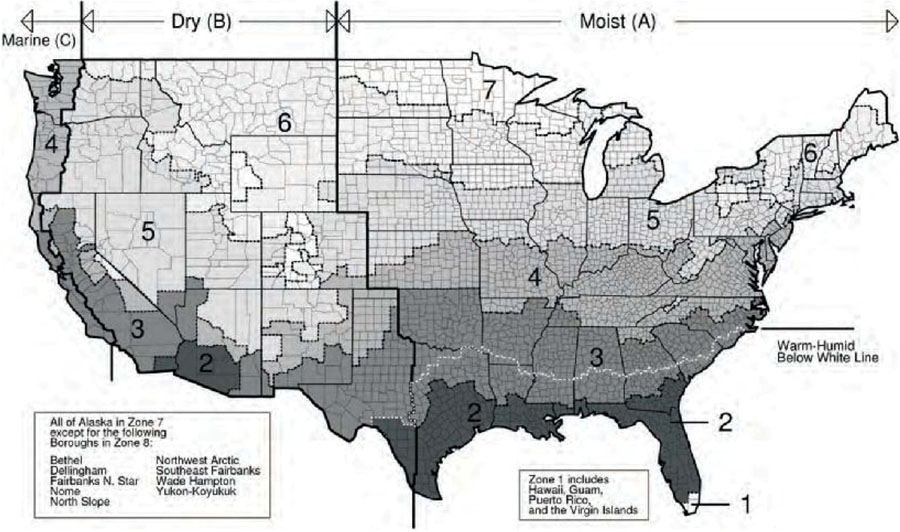 Dry (B)
Moist (A)
Marine (C)
7
6
4
6
5
5
4
3
3
2
Warm-Humid
Below White Line
2
2
1
All of Alaska in Zone 7
except for the following
Boroughs in Zone 8:
Bethel
Dellingham
Fairbanks N. Star
Nome
North Slope
Northwest Arctic
Southeast Fairbanks
Wade Hampton
Yukon-Koyukuk
Zone 1 includes
Hawaii, Guam,
Puerto Rico,
and the Virgin Islands